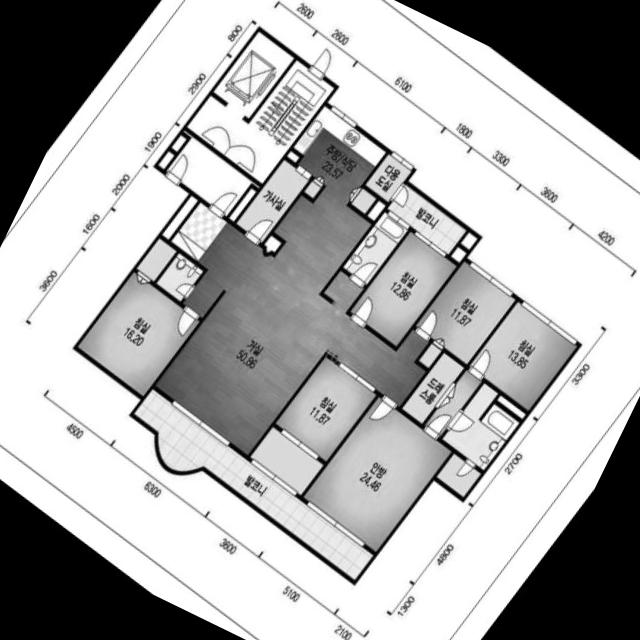 2600
2600
6100
1800
3300
3600
4200
800
2900
1900
2000
1600
3600
주방/식당
23.57
다용
도실
가사실
발코니
침실
12.86
침실
11.87
침실
13.85
침실
16.20
거실
50.86
침실
11.87
드레
스룸
안방
24.46
발코니
3300
2700
4800
1300
4500
6300
3600
5100
2100